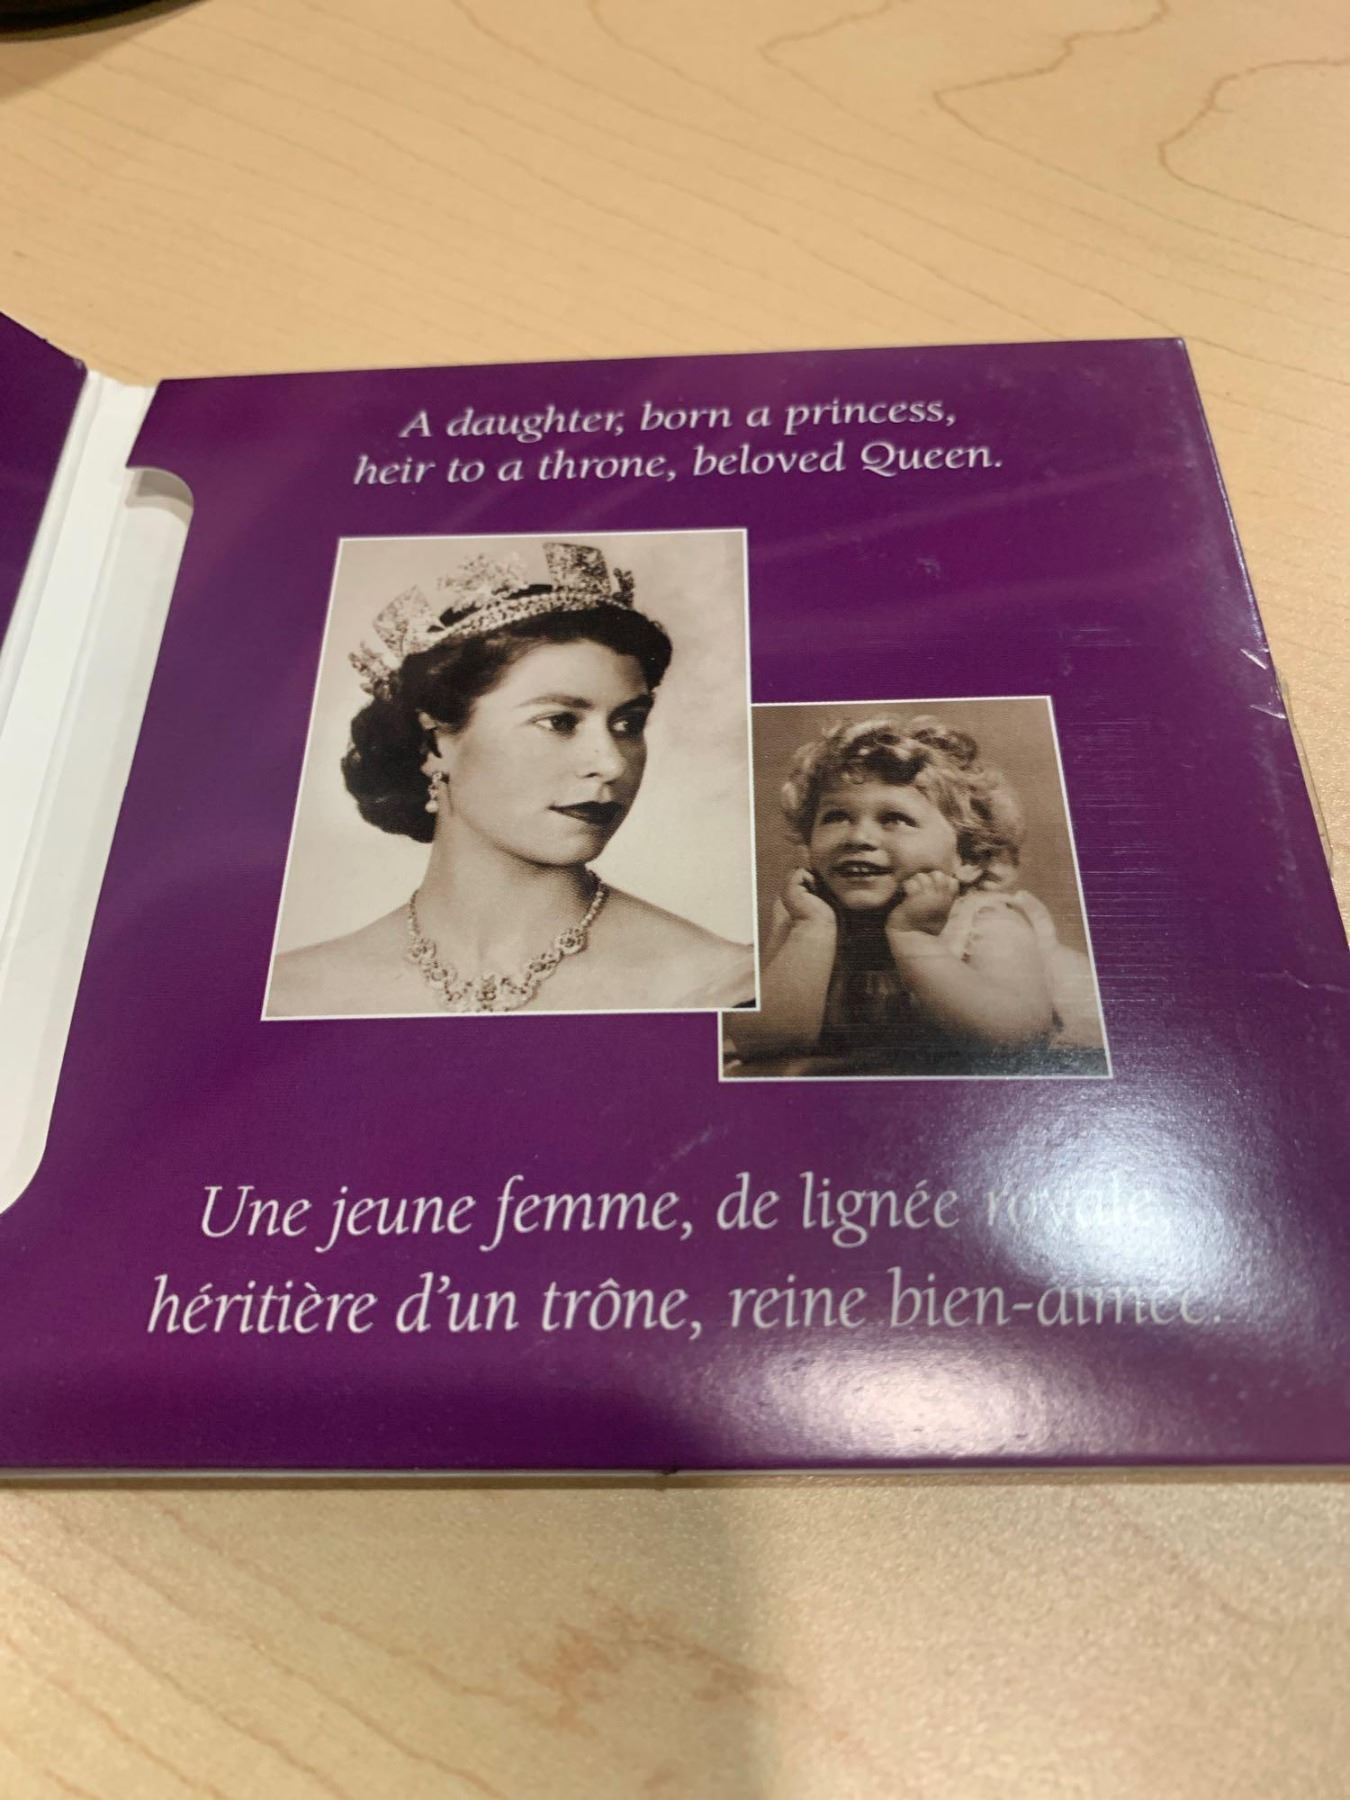 A daughter, born a princess,
heir to a throne, beloved Queen.
Une jeune femme, de lignée royale,
héritière d'un trône, reine bien-aimée.